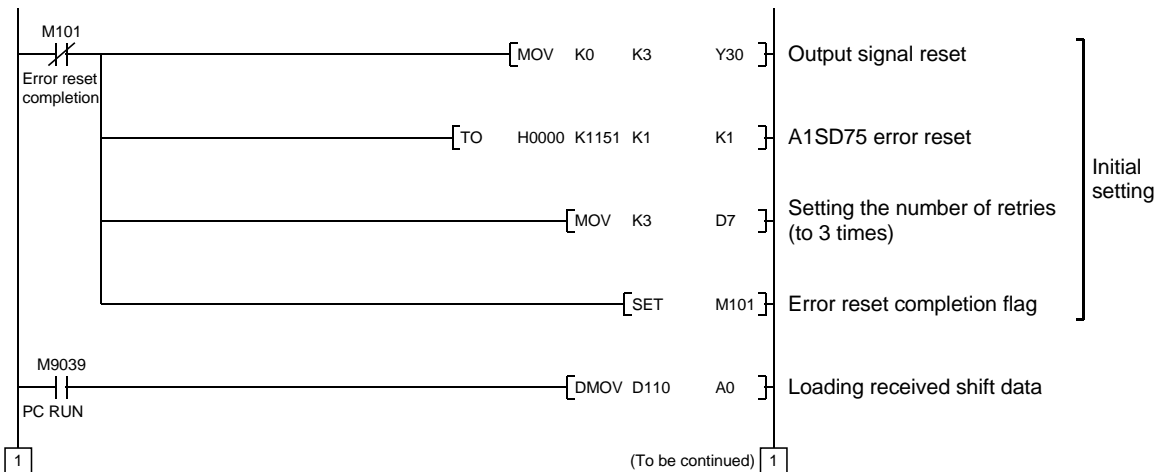 M101
Error reset
completion
MOV K0 K3 Y30 Output signal reset
TO H0000 K1151 K1 K1 A1SD75 error reset
MOV K3 D7 Setting the number of retries
(to 3 times)
SET M101 Error reset completion flag
Initial
setting
M9039
PC RUN
DMOV D110 A0 Loading received shift data
1 (To be continued) 1